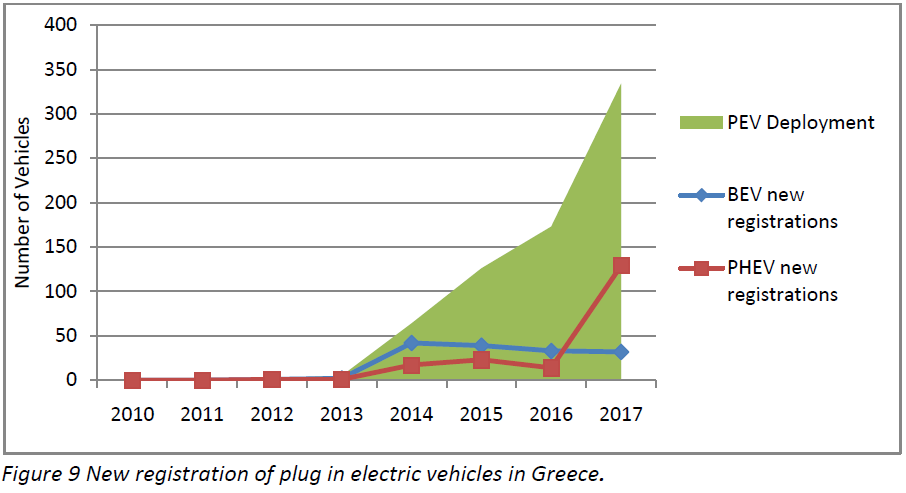 400
350
300
250
200
150
100
50
0
Number of Vehicles
2010 2011 2012 2013 2014 2015 2016 2017
PEV Deployment
BEV new
registrations
PHEV new
registrations
Figure 9 New registration of plug in electric vehicles in Greece.